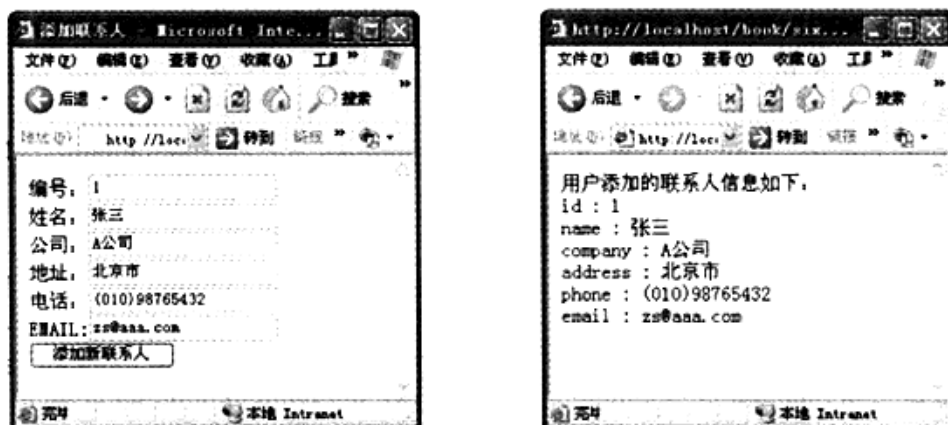 添加联系人 - Microsoft Inte...
文件(F) 编辑(E) 查看(V) 收藏(A) 工具 »
后退 搜索 »
地址(D) http://loc 转到 链接 »
编号: 1
姓名: 张三
公司: A公司
地址: 北京市
电话: (010)98765432
EMAIL: zs@aaa.com
添加新联系人
本地 Intranet
http://localhost/book/six...
文件(F) 编辑(E) 查看(V) 收藏(A) 工具 »
后退 搜索 »
地址(D) http://loc 转到 链接 »
用户添加的联系人信息如下:
id : 1
name : 张三
company : A公司
address : 北京市
phone : (010)98765432
email : zs@aaa.com
本地 Intranet